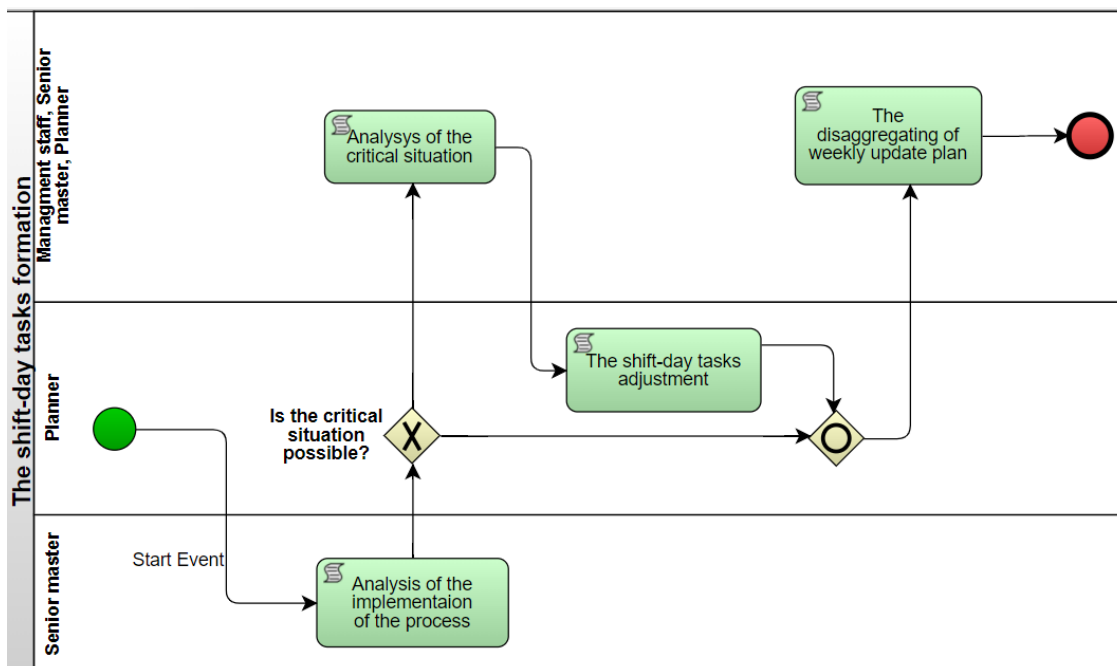 The shift-day tasks formation
Managment staff, Senior
master, Planner
Analysys of the
critical situation
The
disaggregating of
weekly update plan
Planner
The shift-day tasks
adjustment
Is the critical
situation
possible?
Senior master
Start Event
Analysis of the
implementaion
of the process